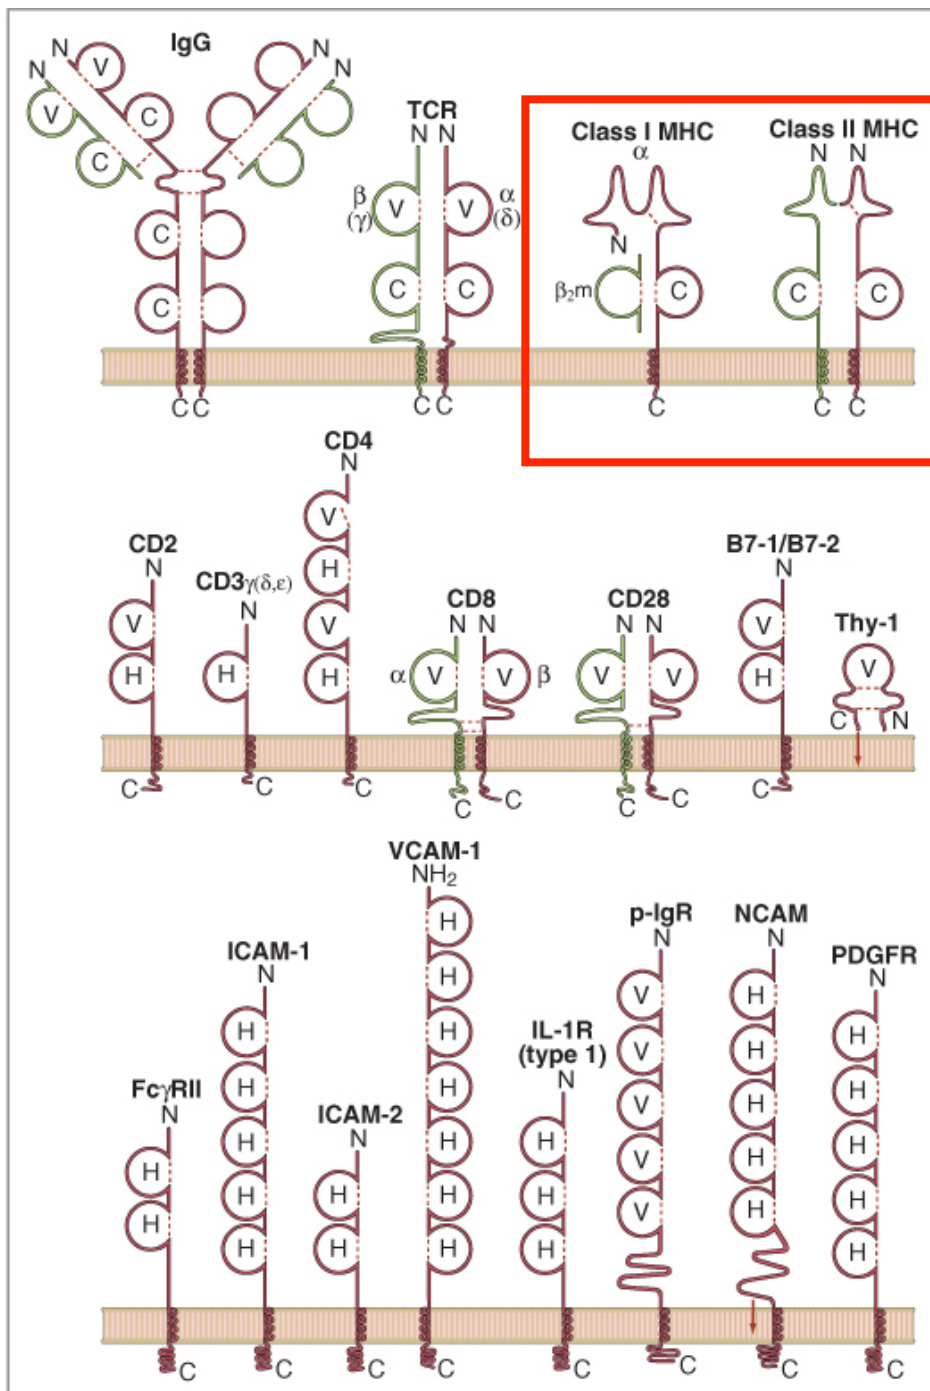 IgG
N N N N
V V
C C
C
C
C C
TCR
N N
β (γ)
V V
α (δ)
C C
C C
Class I MHC
α
N
β₂m
C
C
Class II MHC
N N
C C
C C
CD2
N
V
H
C
CD3γ(δ,ε)
N
H
C
CD4
N
V
H
V
H
C
CD8
N N
α V V β
C C
CD28
N N
V V
C C
B7-1/B7-2
N
V
H
C
Thy-1
V
C N
FcγRII
N
H
H
C
ICAM-1
N
H
H
H
H
H
C
ICAM-2
N
H
H
C
VCAM-1
NH₂
H
H
H
H
H
H
H
C
IL-1R
(type 1)
N
H
H
H
C
p-IgR
N
V
V
V
V
V
C
NCAM
N
H
H
H
H
H
C
PDGFR
N
H
H
H
H
H
C